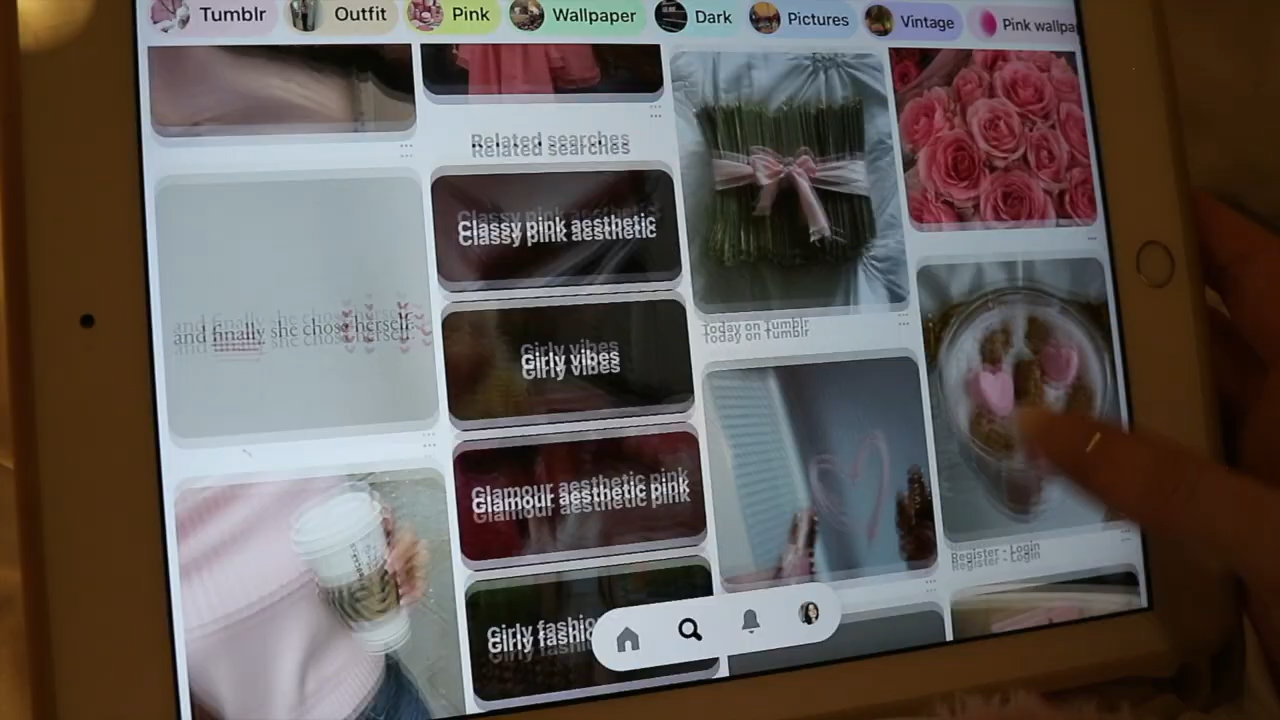 Tumblr
Outfit
Pink
Wallpaper
Dark
Pictures
Vintage
Pink wallpa
Related searches
Classy pink aesthetic
and finally she chose herself.
Girly vibes
Today on Tumblr
Glamour aesthetic pink
Register - Login
Girly fashio